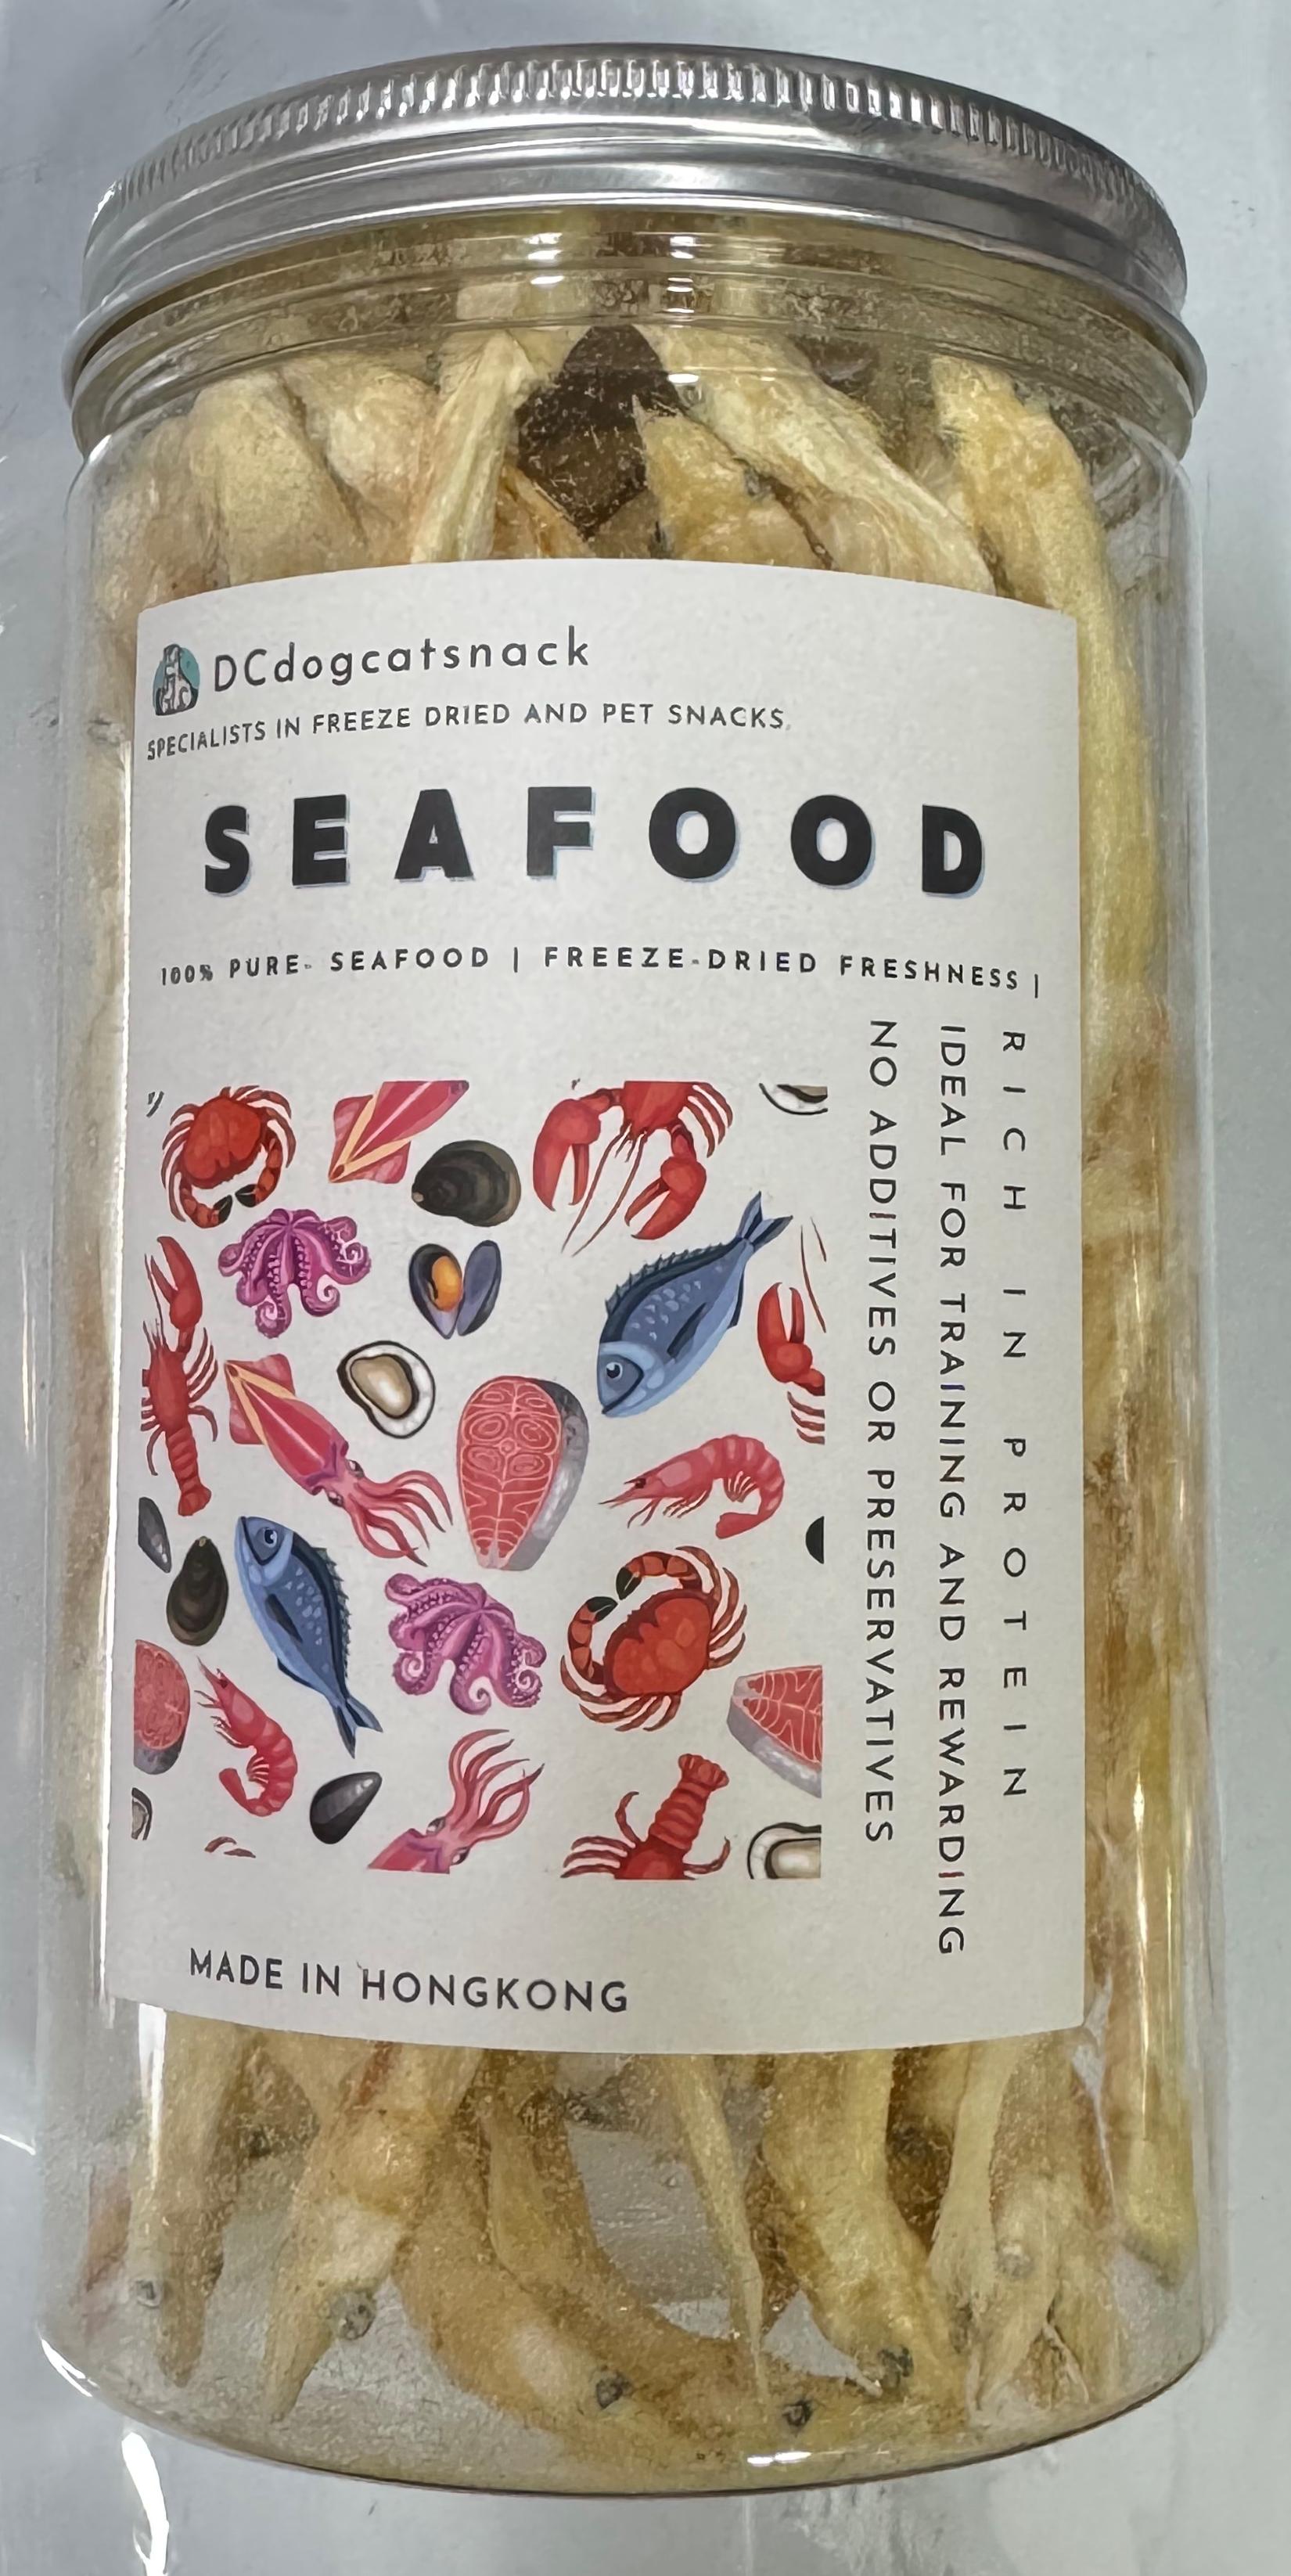 DCdogcatsnack
SPECIALISTS IN FREEZE DRIED AND PET SNACKS.
SEAFOOD
100% PURE- SEAFOOD | FREEZE-DRIED FRESHNESS |
RICH IN PROTEIN
IDEAL FOR TRAINING AND REWARDING
NO ADDITIVES OR PRESERVATIVES
MADE IN HONGKONG